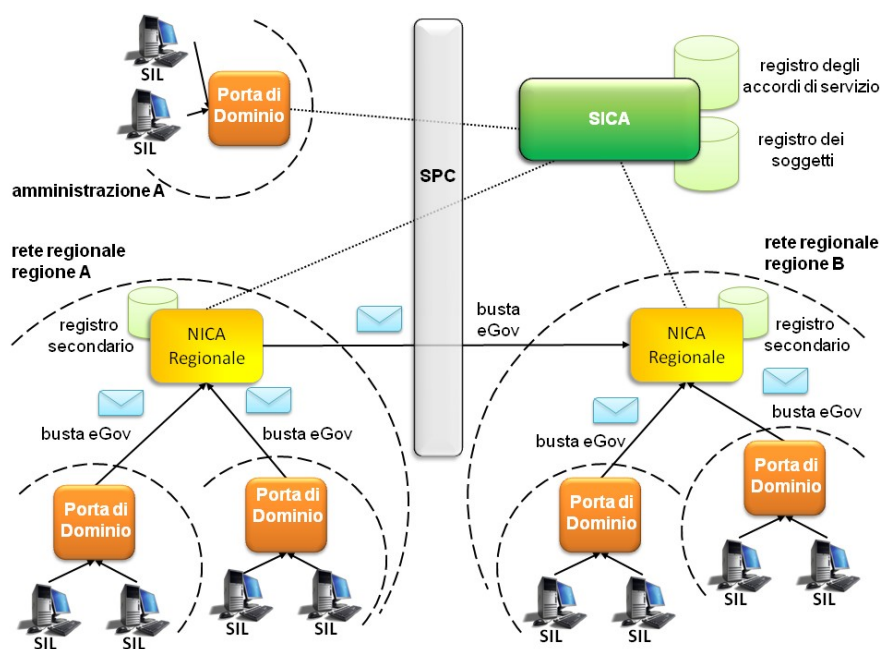 SIL
SIL
Porta di
Dominio
amministrazione A
SPC
SICA
registro degli
accordi di servizio
registro dei
soggetti
rete regionale
regione A
registro
secondario
NICA
Regionale
busta
eGov
rete regionale
regione B
NICA
Regionale
registro
secondario
busta eGov
busta eGov
busta eGov
busta eGov
Porta di
Dominio
Porta di
Dominio
Porta di
Dominio
Porta di
Dominio
SIL
SIL
SIL
SIL
SIL
SIL
SIL
SIL